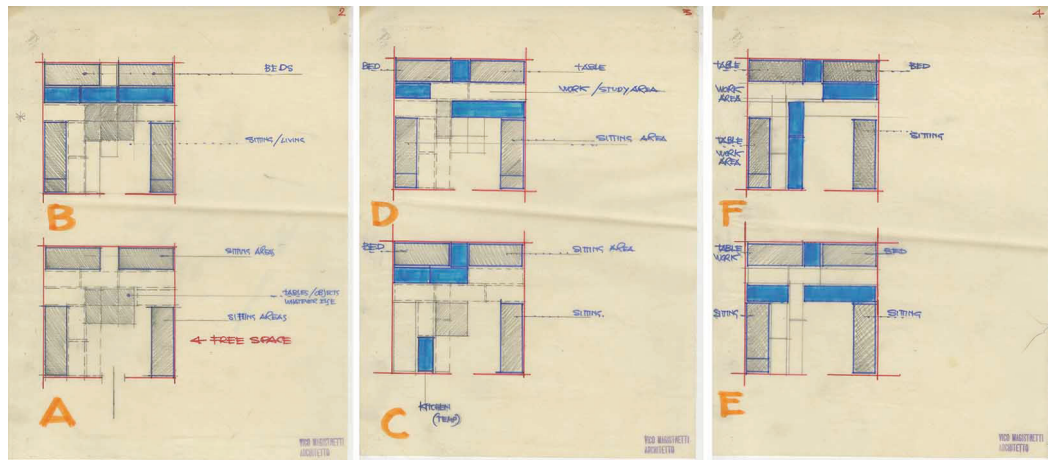 2
BEDS
SITTING/LIVING
B
SITTING AREA
TABLES/OBJECTS
WHATEVER ELSE
SITTING AREAS
FREE SPACE
A
VICO MAGISTRETTI
ARCHITETTO
3
BED
TABLE
WORK/STUDY AREA
SITTING AREA
D
BED
SITTING AREA
SITTING.
KITCHEN
C
VICO MAGISTRETTI
ARCHITETTO
4
TABLE
BED
WORK
AREA
SITTING
TABLE
WORK
AREA
F
TABLE
WORK
BED
SITTING
SITTING
E
VICO MAGISTRETTI
ARCHITETTO